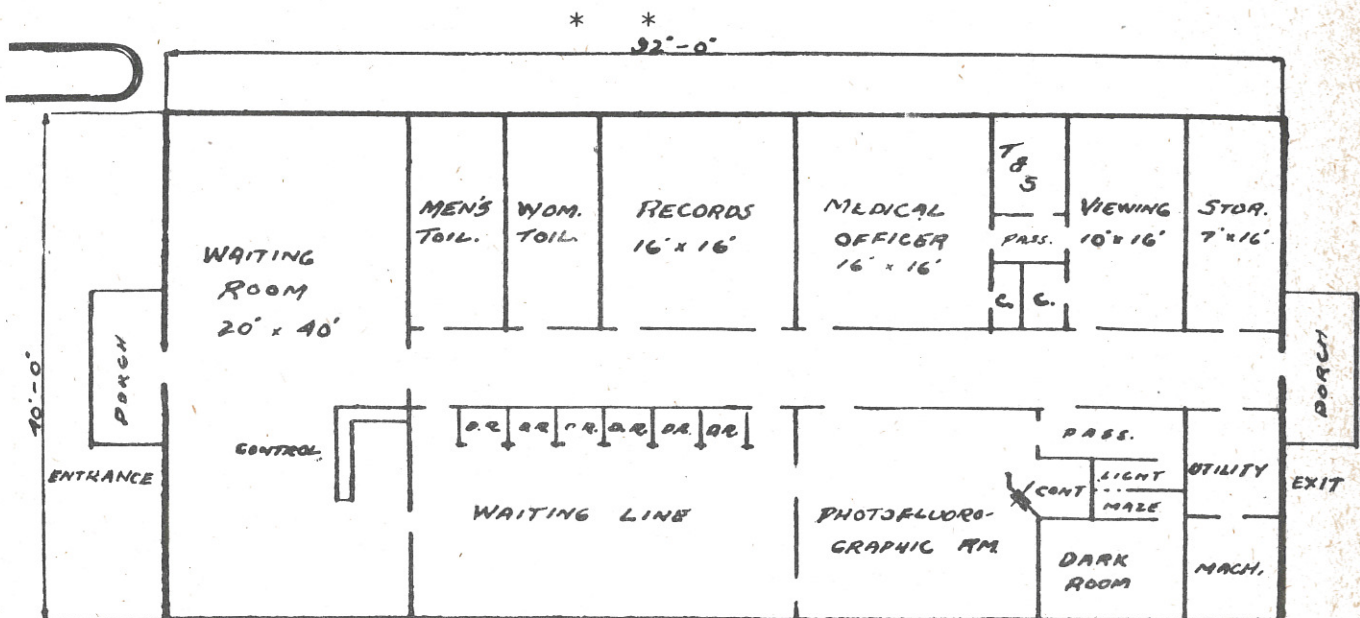 * *
92'-0"
40'-0"
WAITING
ROOM
20' x 40'
MEN'S
TOIL.
WOM.
TOIL.
RECORDS
16' x 16'
MEDICAL
OFFICER
16' x 16'
T & S
PASS.
C. C.
VIEWING
10' x 16'
STOR.
7' x 16'
PORCH
ENTRANCE
CONTROL
D.R. D.R. D.R. D.R. D.R. D.R.
WAITING LINE
PHOTOFLUORO-
GRAPHIC RM.
PASS.
CONT
LIGHT
MAZE
DARK
ROOM
UTILITY
MACH.
PORCH
EXIT